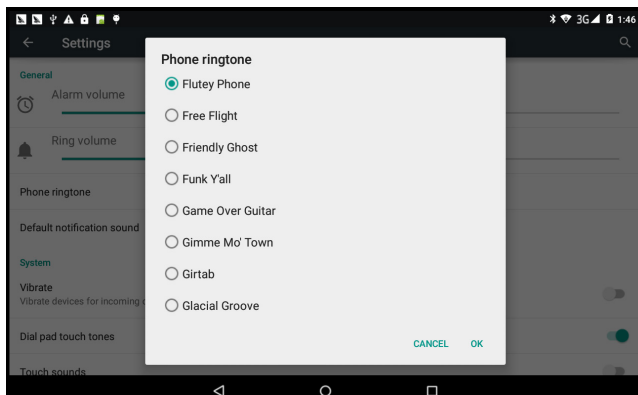 3G 1:46
Settings
General
Alarm volume
Ring volume
Phone ringtone
Default notification sound
System
Vibrate
Vibrate devices for incoming
Dial pad touch tones
Touch sounds
Phone ringtone
Flutey Phone
Free Flight
Friendly Ghost
Funk Y'all
Game Over Guitar
Gimme Mo' Town
Girtab
Glacial Groove
CANCEL OK